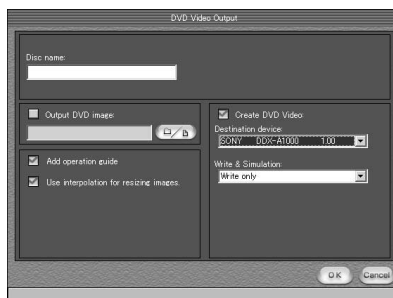 DVD Video Output
Disc name:
Output DVD image:
Add operation guide
Use interpolation for resizing images.
Create DVD Video:
Destination device:
SONY DDX-A1000 1.00
Write & Simulation:
Write only
OK
Cancel